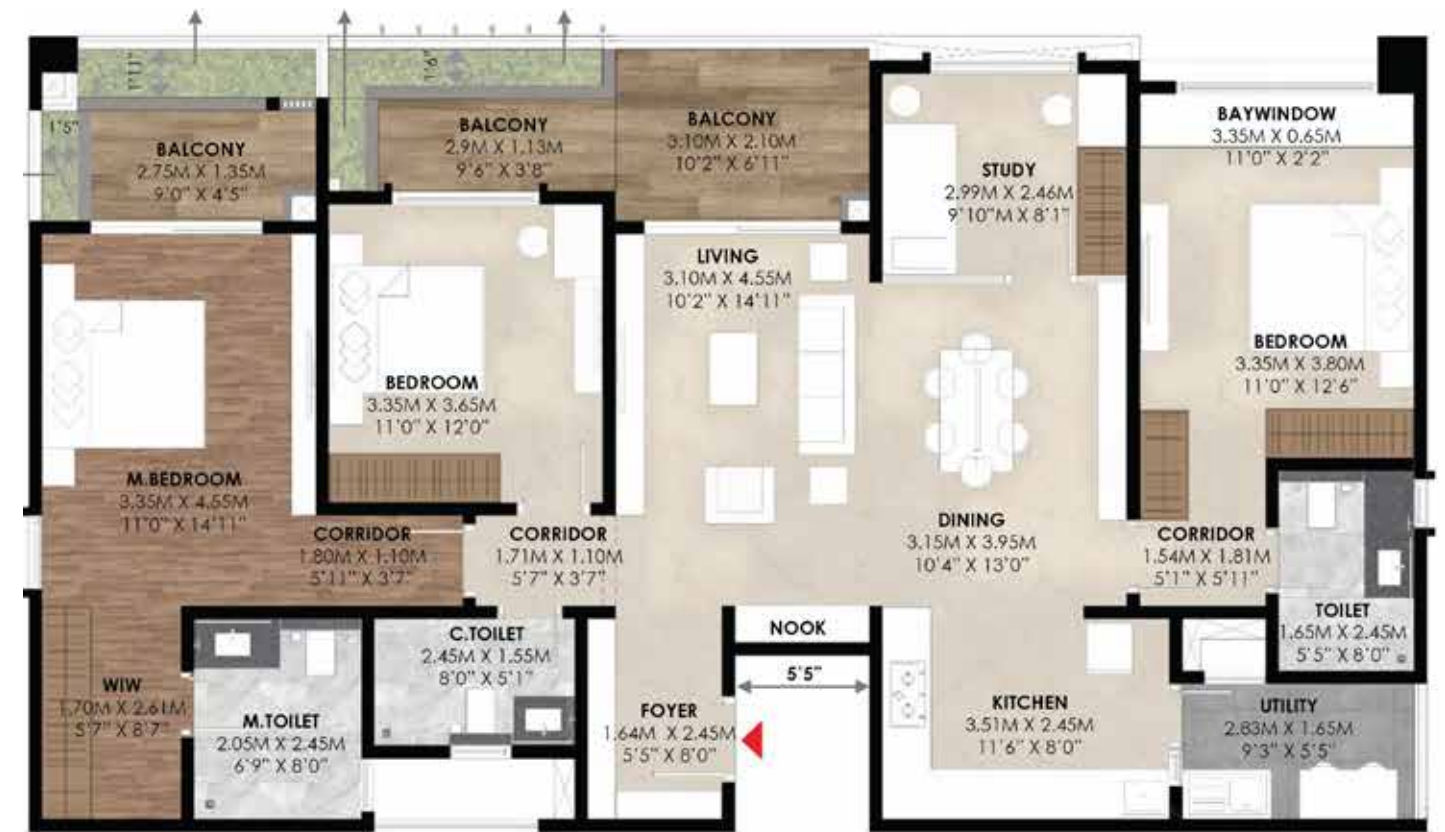 1'11"
1'6"
1'5"
BALCONY
2.75M X 1.35M
9'0" X 4'5"
BALCONY
2.9M X 1.13M
9'6" X 3'8"
BALCONY
3.10M X 2.10M
10'2" X 6'11"
STUDY
2.99M X 2.46M
9'10"M X 8'1"
BAYWINDOW
3.35M X 0.65M
11'0" X 2'2"
LIVING
3.10M X 4.55M
10'2" X 14'11"
BEDROOM
3.35M X 3.65M
11'0" X 12'0"
BEDROOM
3.35M X 3.80M
11'0" X 12'6"
M.BEDROOM
3.35M X 4.55M
11'0" X 14'11"
CORRIDOR
1.80M X 1.10M
5'11" X 3'7"
CORRIDOR
1.71M X 1.10M
5'7" X 3'7"
DINING
3.15M X 3.95M
10'4" X 13'0"
CORRIDOR
1.54M X 1.81M
5'1" X 5'11"
TOILET
1.65M X 2.45M
5'5" X 8'0"
C.TOILET
2.45M X 1.55M
8'0" X 5'1"
NOOK
5'5"
WIW
1.70M X 2.61M
5'7" X 8'7"
M.TOILET
2.05M X 2.45M
6'9" X 8'0"
FOYER
1.64M X 2.45M
5'5" X 8'0"
KITCHEN
3.51M X 2.45M
11'6" X 8'0"
UTILITY
2.83M X 1.65M
9'3" X 5'5"